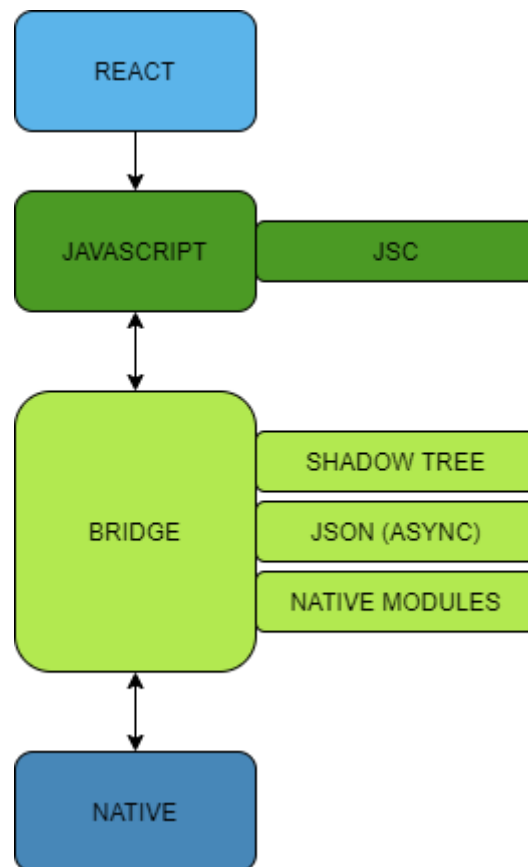 REACT
JAVASCRIPT
JSC
BRIDGE
SHADOW TREE
JSON (ASYNC)
NATIVE MODULES
NATIVE